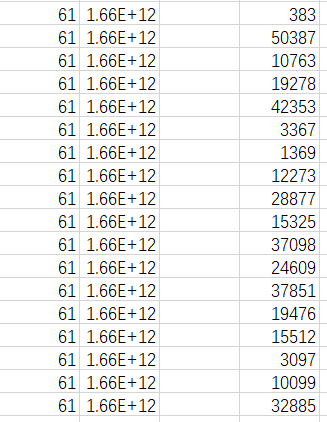 61 1.66E+12 383
61 1.66E+12 50387
61 1.66E+12 10763
61 1.66E+12 19278
61 1.66E+12 42353
61 1.66E+12 3367
61 1.66E+12 1369
61 1.66E+12 12273
61 1.66E+12 28877
61 1.66E+12 15325
61 1.66E+12 37098
61 1.66E+12 24609
61 1.66E+12 37851
61 1.66E+12 19476
61 1.66E+12 15512
61 1.66E+12 3097
61 1.66E+12 10099
61 1.66E+12 32885